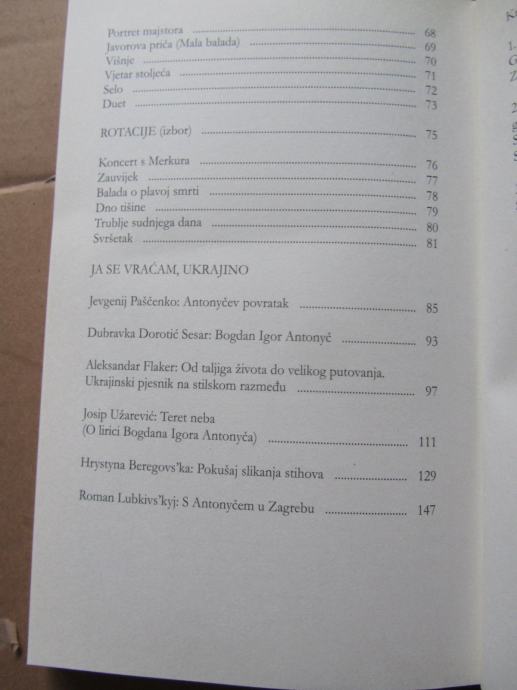 Portret majstora ........ 68
Javorova priča (Mala balada) ........ 69
Višnje ........ 70
Vjetar stoljeća ........ 71
Selo ........ 72
Duet ........ 73
ROTACIJE (izbor) ........ 75
Koncert s Merkura ........ 76
Zauvijek ........ 77
Balada o plavoj smrti ........ 78
Dno tišine ........ 79
Trublje sudnjega dana ........ 80
Svršetak ........ 81
JA SE VRAĆAM, UKRAJINO
Jevgenij Paščenko: Antonyčev povratak ........ 85
Dubravka Dorotić Sesar: Bogdan Igor Antonyč ........ 93
Aleksandar Flaker: Od taljiga života do velikog putovanja.
Ukrajinski pjesnik na stilskom razmeđu ........ 97
Josip Užarević: Teret neba
(O lirici Bogdana Igora Antonyča) ........ 111
Hrystyna Beregovs'ka: Pokušaj slikanja stihova ........ 129
Roman Lubkivs'kyj: S Antonyčem u Zagrebu ........ 147